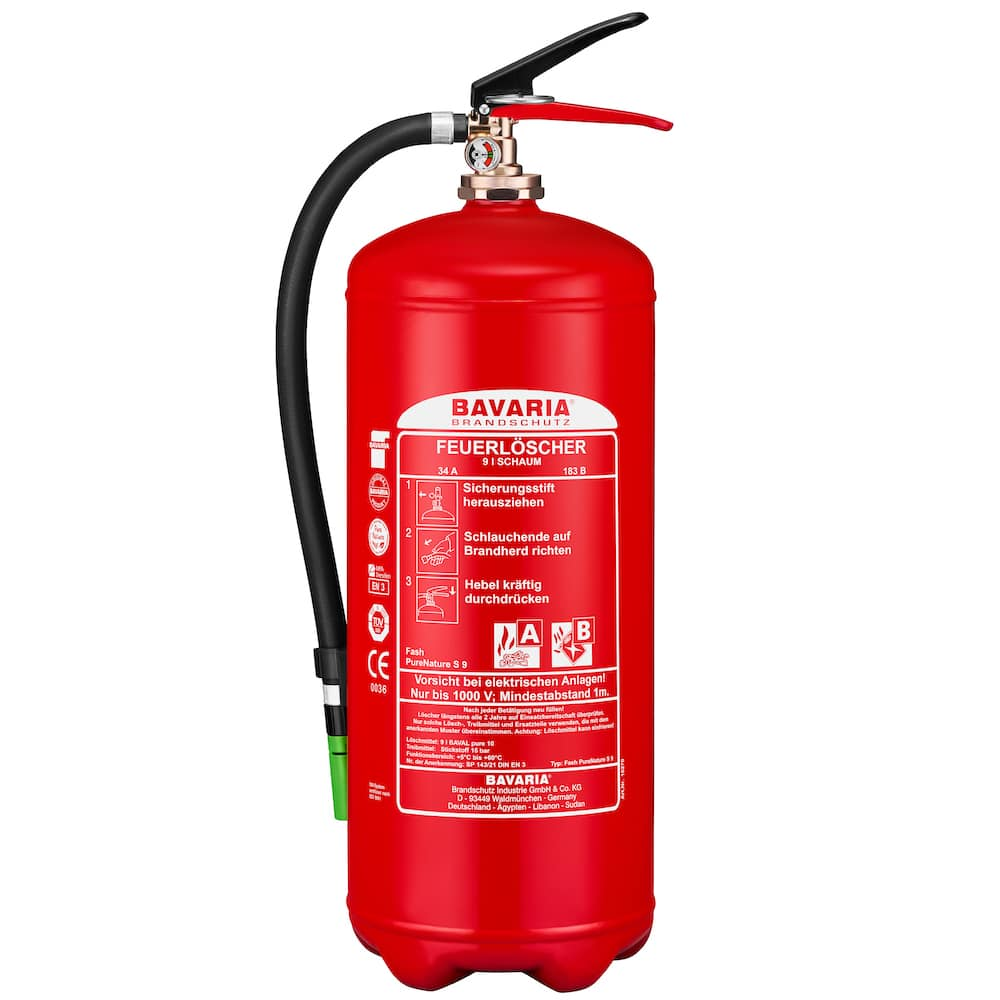 BAVARIA®
BRANDSCHUTZ
FEUERLÖSCHER
9 l SCHAUM
34 A 183 B
1 Sicherungsstift
herausziehen
2 Schlauchende auf
Brandherd richten
3 Hebel kräftig
durchdrücken
A B
Fash
PureNature S 9
Vorsicht bei elektrischen Anlagen!
Nur bis 1000 V; Mindestabstand 1m.
Nach jeder Betätigung neu füllen!
Löscher längstens alle 2 Jahre auf Einsatzbereitschaft überprüfen.
Nur solche Lösch-, Treibmittel und Ersatzteile verwenden, die mit dem
anerkannten Muster übereinstimmen. Achtung: Löschmittel kann
Löschmittel: 9 l BAVAL pure 10
Treibmittel: Stickstoff 16 bar
Funktionsbereich: +5°C bis +60°C
Nr. der Anerkennung: SP 143/21 DIN EN 3 Typ: Fash PureNature S 9
BAVARIA®
Brandschutz Industrie GmbH & Co. KG
D - 93449 Waldmünchen - Germany
Deutschland - Ägypten - Libanon - Sudan
BAVARIA
BAVARIA
EN 3
TÜV
CE
0036